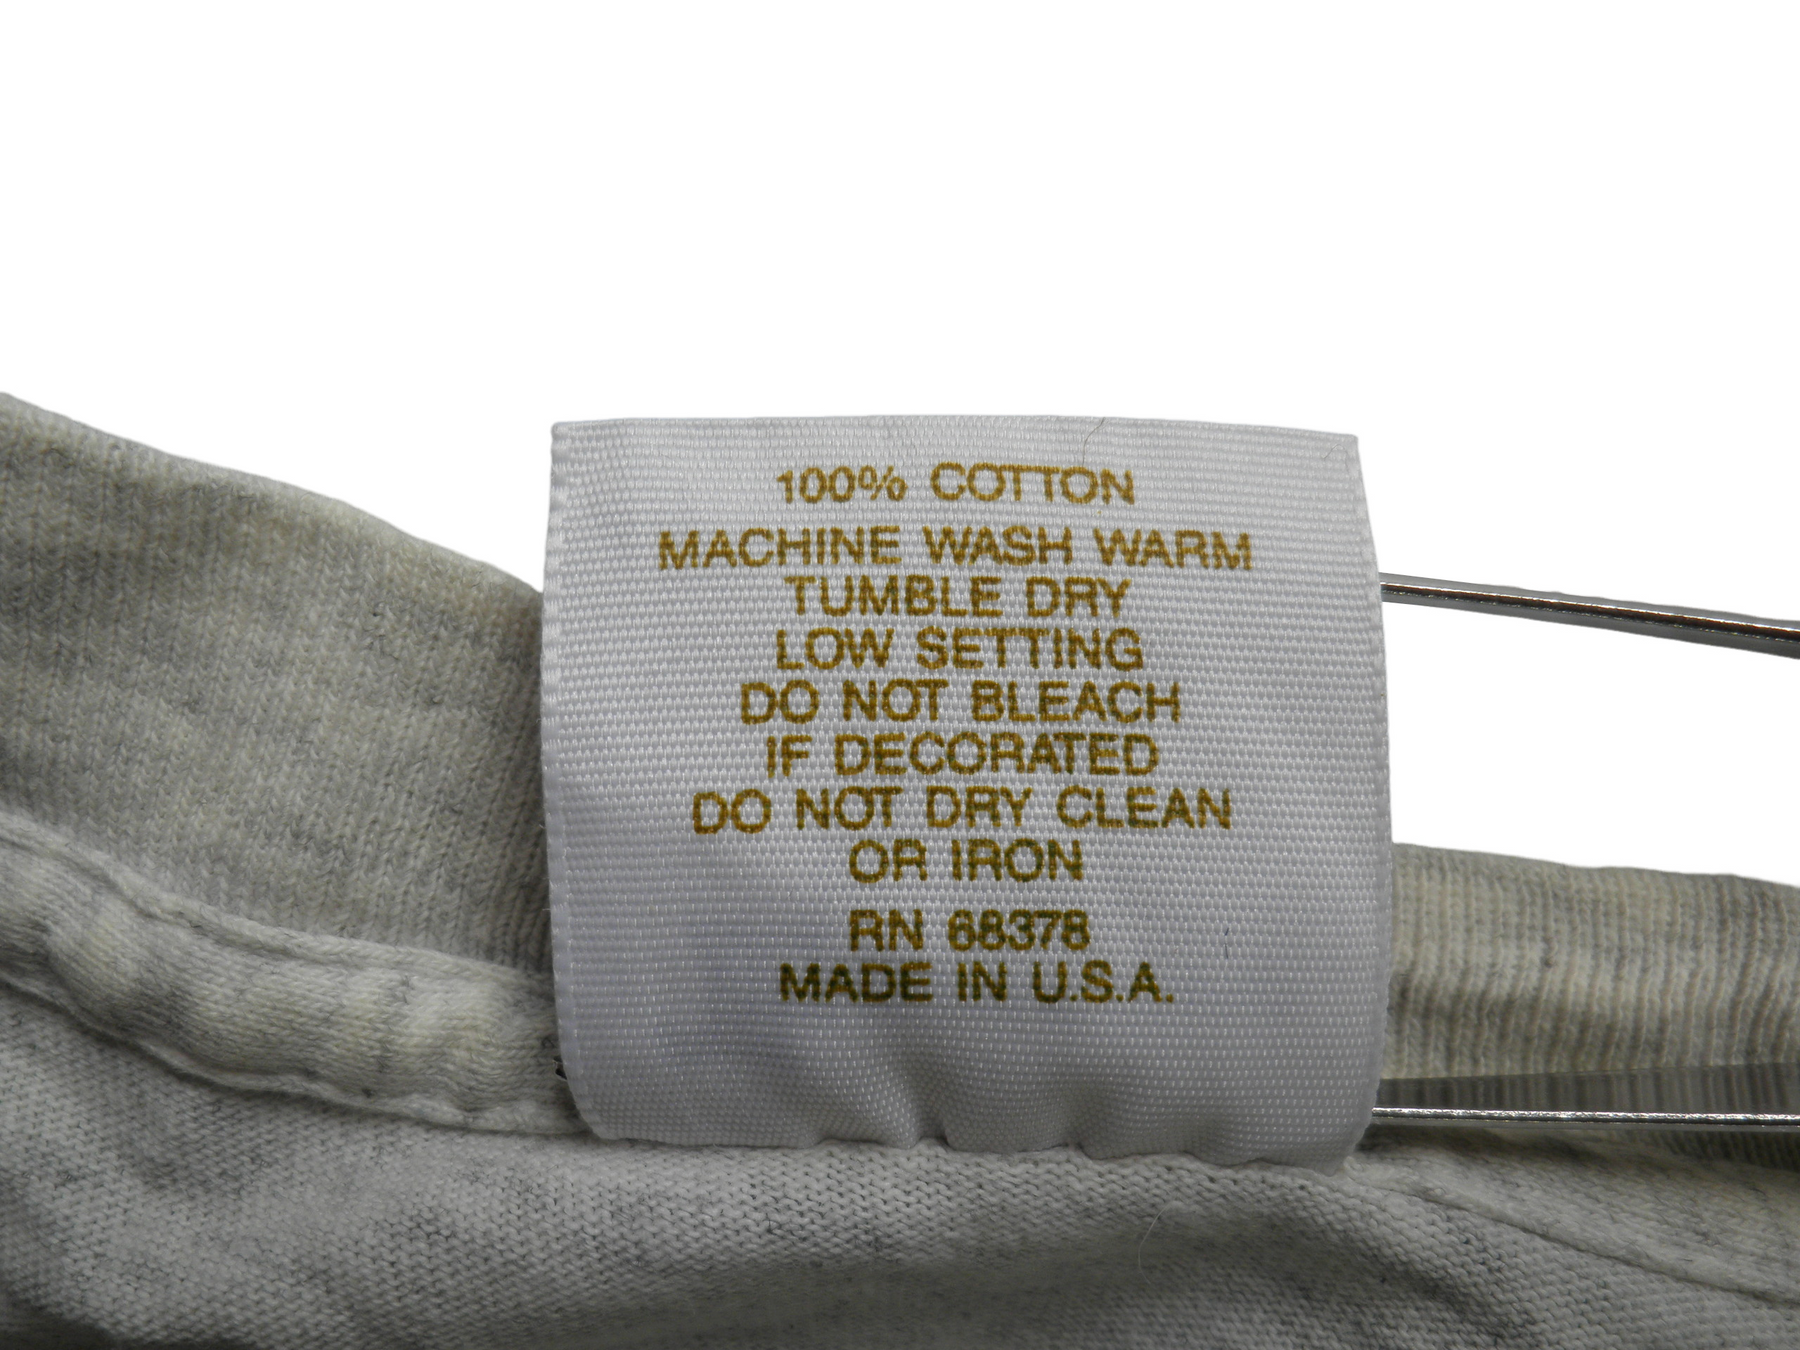 100% COTTON
MACHINE WASH WARM
TUMBLE DRY
LOW SETTING
DO NOT BLEACH
IF DECORATED
DO NOT DRY CLEAN
OR IRON
RN 68378
MADE IN U.S.A.